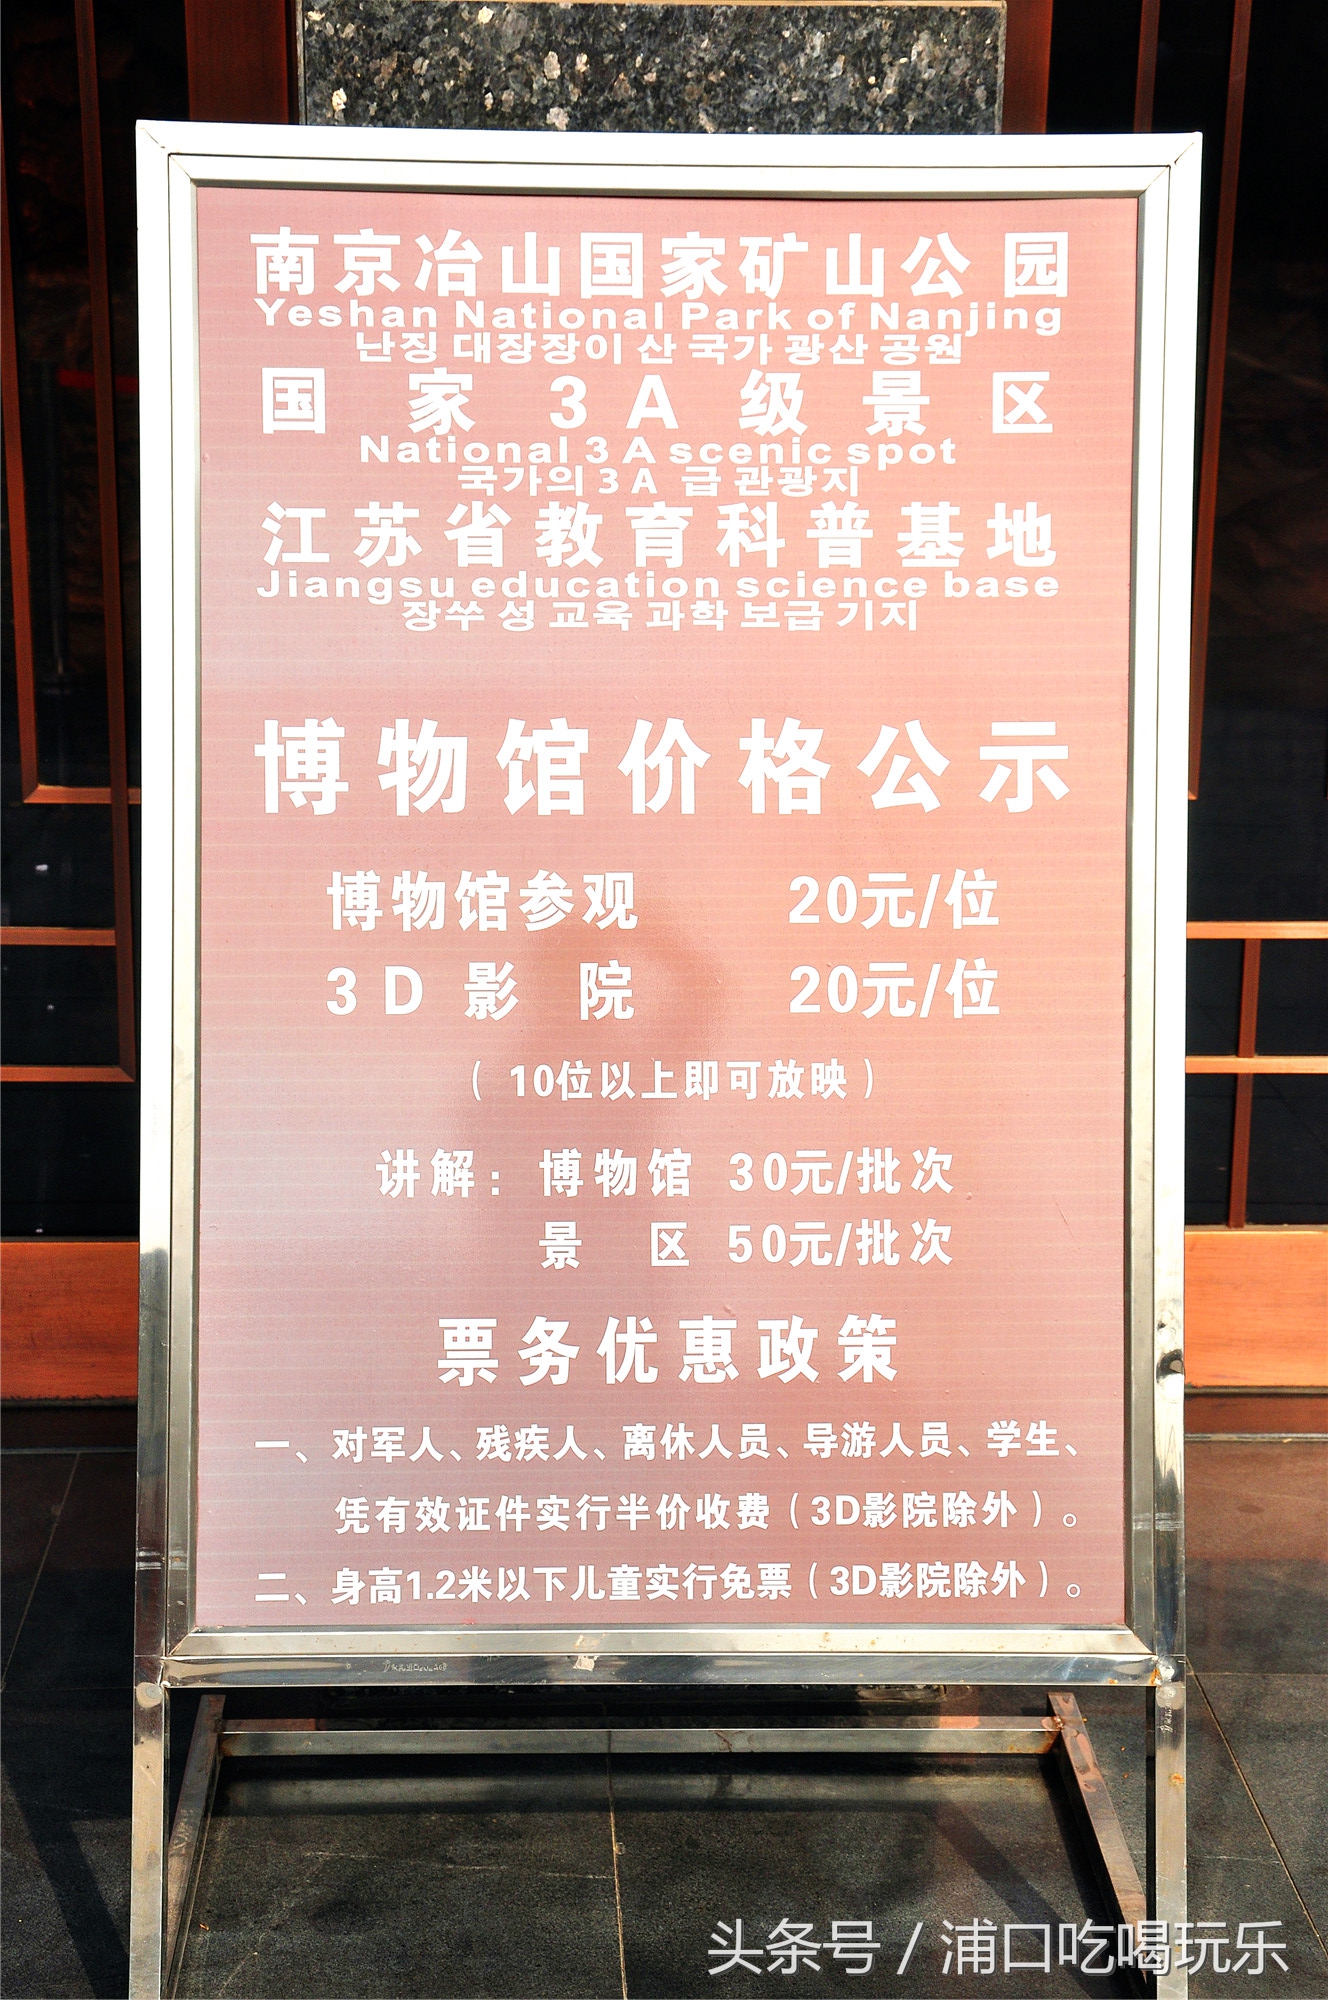 南京冶山国家矿山公园
Yeshan National Park of Nanjing
난징 대장장이 산 국가 광산 공원
国家3A级景区
National 3 A scenic spot
국가의 3 A 급 관광지
江苏省教育科普基地
Jiangsu education science base
장쑤 성 교육 과학 보급 기지
博物馆价格公示
博物馆参观 20元/位
3D影院 20元/位
（10位以上即可放映）
讲解：博物馆 30元/批次
景区 50元/批次
票务优惠政策
一、对军人、残疾人、离休人员、导游人员、学生、
凭有效证件实行半价收费（3D影院除外）。
二、身高1.2米以下儿童实行免票（3D影院除外）。
头条号 / 浦口吃喝玩乐